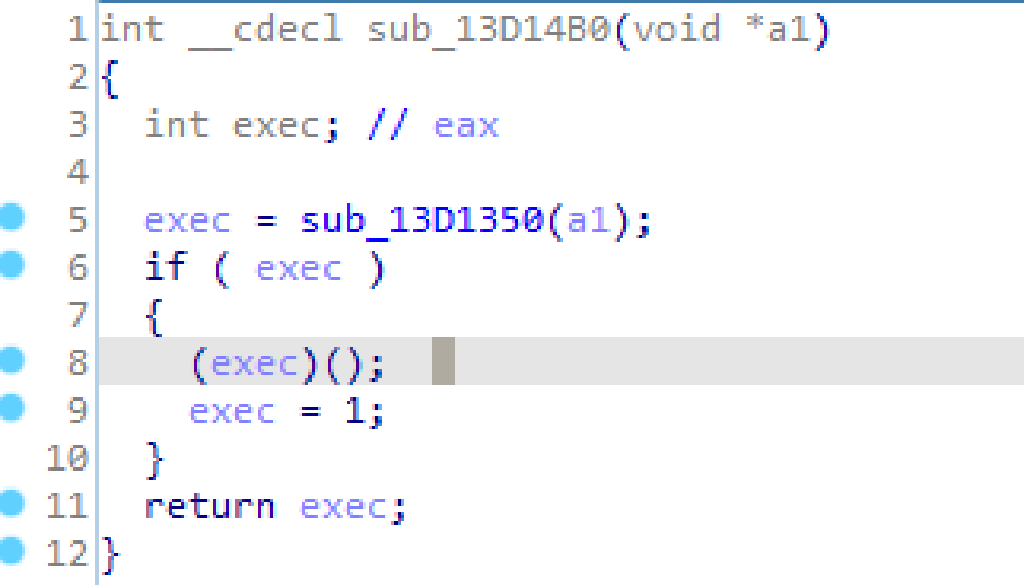 1 int __cdecl sub_13D14B0(void *a1)
2 {
3 int exec; // eax
4
5 exec = sub_13D1350(a1);
6 if ( exec )
7 {
8 (exec)();
9 exec = 1;
10 }
11 return exec;
12 }